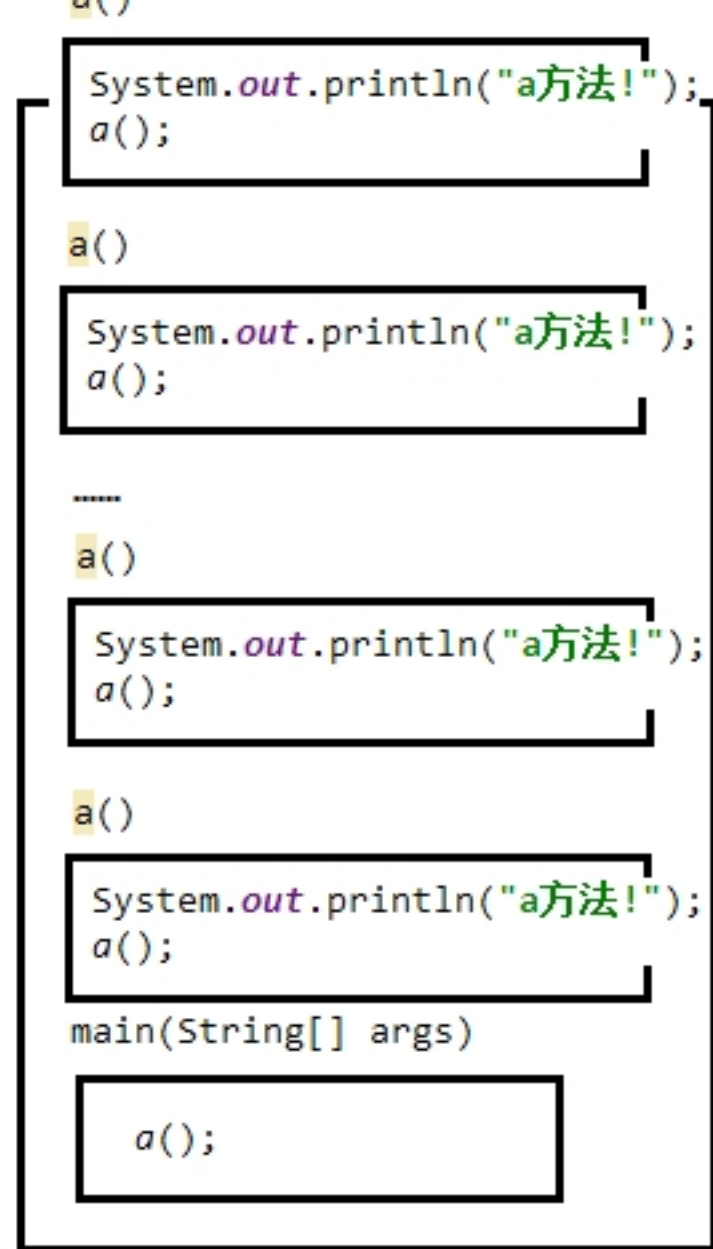 a()
System.out.println("a方法!");
a();
a()
System.out.println("a方法!");
a();
……
a()
System.out.println("a方法!");
a();
a()
System.out.println("a方法!");
a();
main(String[] args)
a();